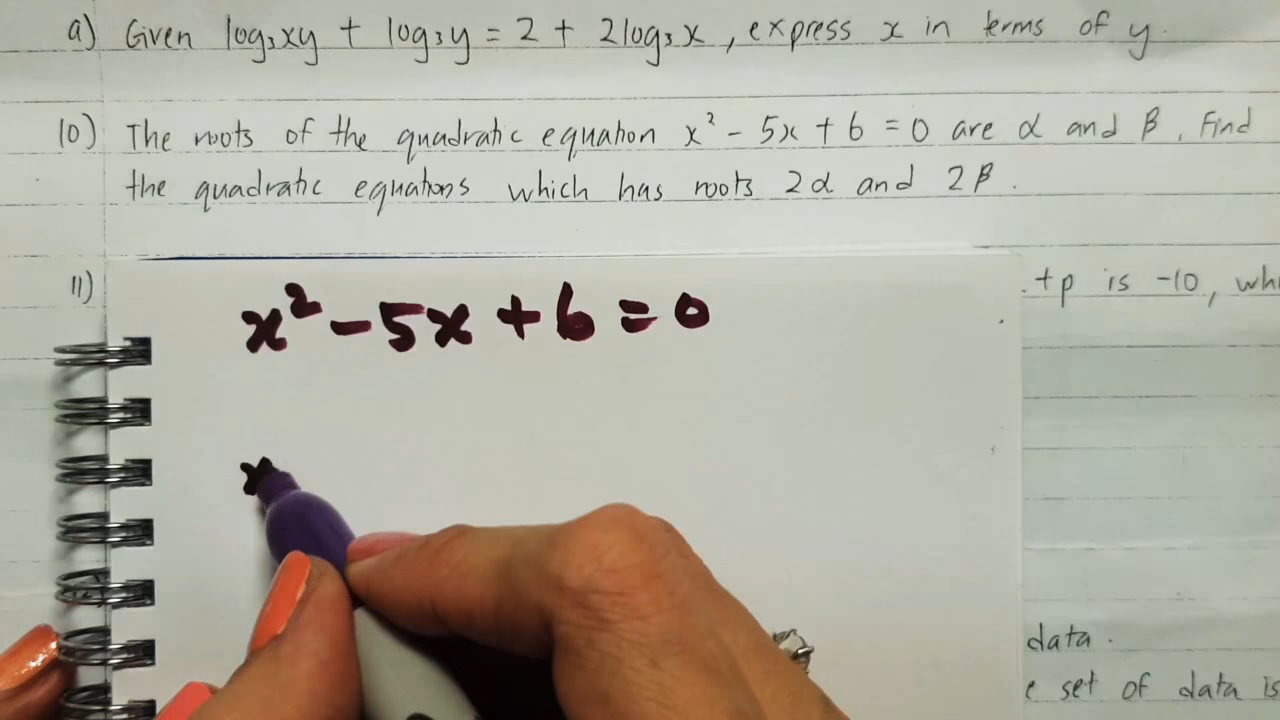 a) Given log₃xy + log₃y = 2 + 2log₃x, express x in terms of y.
10) The roots of the quadratic equation x² - 5x + 6 = 0 are α and β. Find
the quadratic equations which has roots 2α and 2β.
11) + p is -10,
x² - 5x + 6 = 0
x
data.
set of data is